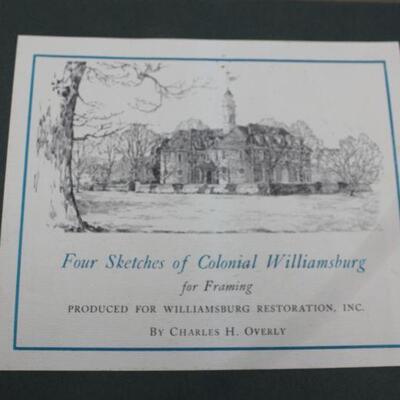 Four Sketches of Colonial Williamsburg
for Framing
PRODUCED FOR WILLIAMSBURG RESTORATION, INC.
BY CHARLES H. OVERLY